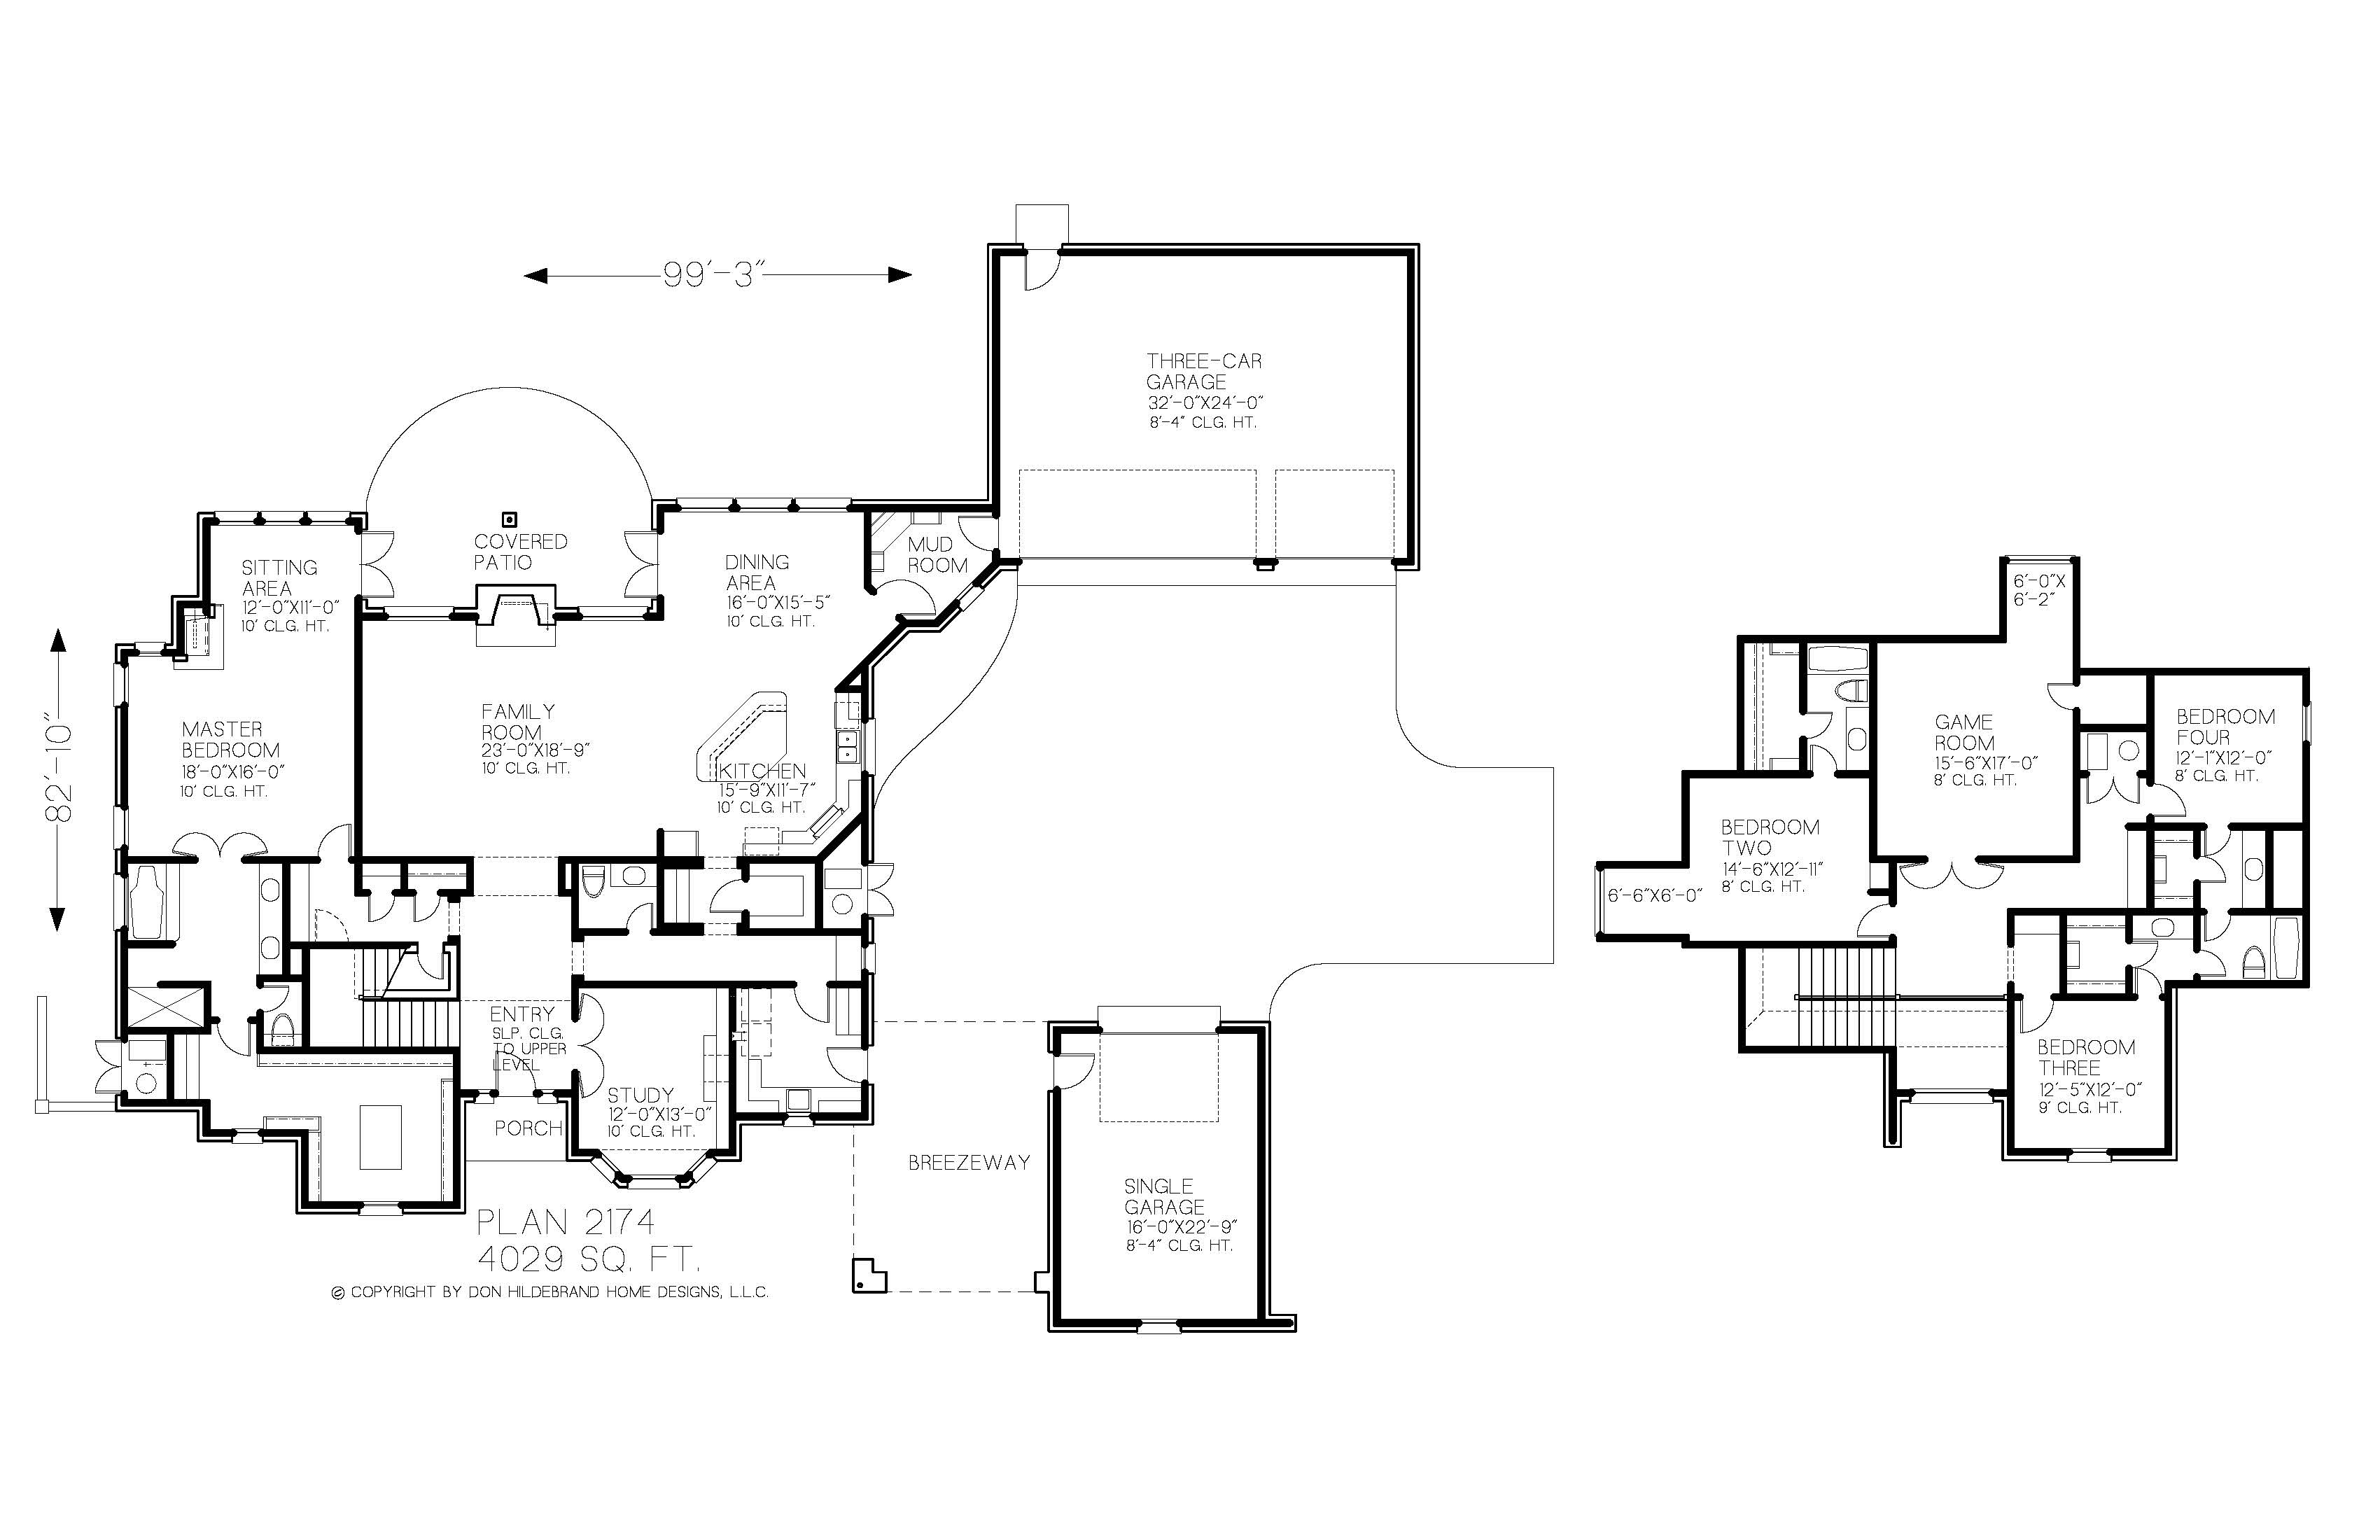 99'-3"
THREE-CAR
GARAGE
32'-0"X24'-0"
8'-4" CLG. HT.
COVERED
PATIO
SITTING
AREA
12'-0"X11'-0"
10' CLG. HT.
DINING
AREA
16'-0"X15'-5"
10' CLG. HT.
MUD
ROOM
82'-10"
MASTER
BEDROOM
18'-0"X16'-0"
10' CLG. HT.
FAMILY
ROOM
23'-0"X18'-9"
10' CLG. HT.
KITCHEN
15'-9"X11'-7"
10' CLG. HT.
ENTRY
SLP. CLG.
TO UPPER
LEVEL
STUDY
12'-0"X13'-0"
10' CLG. HT.
PORCH
BREEZEWAY
SINGLE
GARAGE
16'-0"X22'-9"
8'-4" CLG. HT.
PLAN 2174
4029 SQ. FT.
© COPYRIGHT BY DON HILDEBRAND HOME DESIGNS, L.L.C.
6'-0"X
6'-2"
GAME
ROOM
15'-6"X17'-0"
8' CLG. HT.
BEDROOM
FOUR
12'-1"X12'-0"
8' CLG. HT.
BEDROOM
TWO
14'-6"X12'-11"
8' CLG. HT.
6'-6"X6'-0"
BEDROOM
THREE
12'-5"X12'-0"
9' CLG. HT.